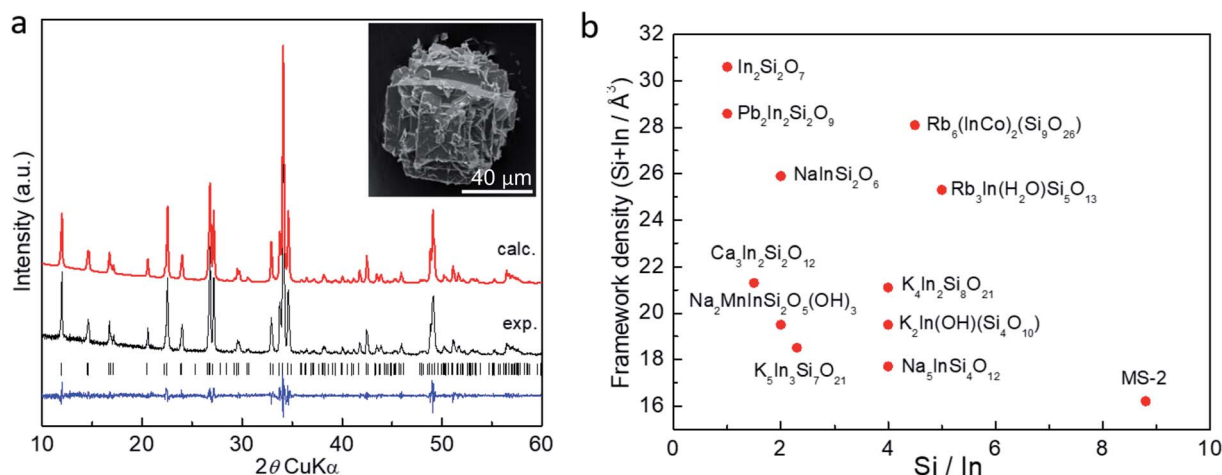 a
Intensity (a.u.)
40 μm
calc.
exp.
10 20 30 40 50 60
2θ CuKα
b
Framework density (Si+In / Å³)
32
30
28
26
24
22
20
18
16
In₂Si₂O₇
Pb₂In₂Si₂O₉
Rb₆(InCo)₂(Si₉O₂₆)
NaInSi₂O₆
Rb₃In(H₂O)Si₅O₁₃
Ca₃In₂Si₂O₁₂
K₄In₂Si₈O₂₁
Na₂MnInSi₂O₅(OH)₃
K₂In(OH)(Si₄O₁₀)
K₅In₃Si₇O₂₁
Na₅InSi₄O₁₂
MS-2
0 2 4 6 8 10
Si / In